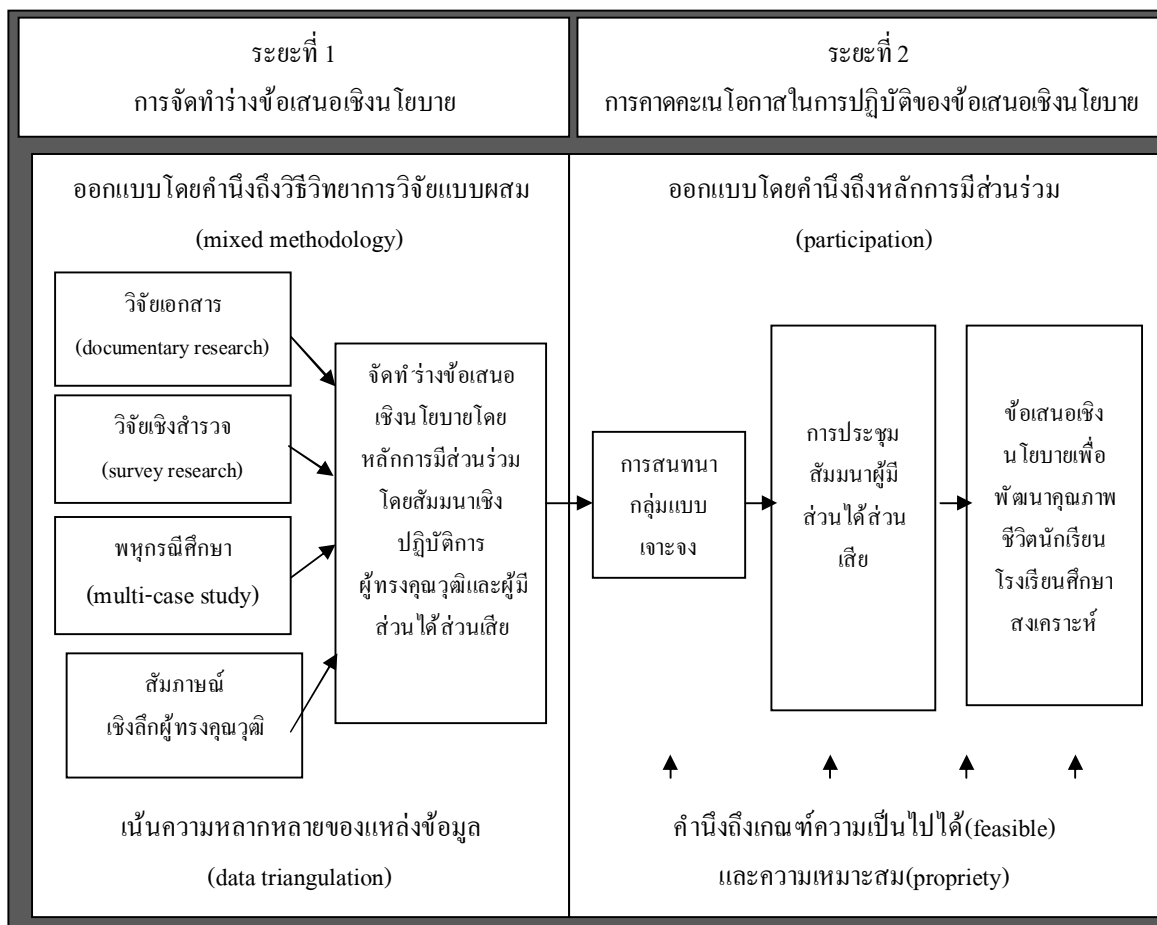 ระยะที่ 1
การจัดทำร่างข้อเสนอเชิงนโยบาย
ระยะที่ 2
การคาดคะเนโอกาสในการปฏิบัติของข้อเสนอเชิงนโยบาย
ออกแบบโดยคำนึงถึงวิธีวิทยาการวิจัยแบบผสม
(mixed methodology)
วิจัยเอกสาร
(documentary research)
วิจัยเชิงสำรวจ
(survey research)
พหุกรณีศึกษา
(multi-case study)
สัมภาษณ์
เชิงลึกผู้ทรงคุณวุฒิ
จัดทำร่างข้อเสนอ
เชิงนโยบายโดย
หลักการมีส่วนร่วม
โดยสัมมนาเชิง
ปฏิบัติการ
ผู้ทรงคุณวุฒิและผู้มี
ส่วนได้ส่วนเสีย
เน้นความหลากหลายของแหล่งข้อมูล
(data triangulation)
ออกแบบโดยคำนึงถึงหลักการมีส่วนร่วม
(participation)
การสนทนา
กลุ่มแบบ
เจาะจง
การประชุม
สัมมนาผู้มี
ส่วนได้ส่วน
เสีย
ข้อเสนอเชิง
นโยบายเพื่อ
พัฒนาคุณภาพ
ชีวิตนักเรียน
โรงเรียนศึกษา
สงเคราะห์
คำนึงถึงเกณฑ์ความเป็นไปได้(feasible)
และความเหมาะสม(propriety)